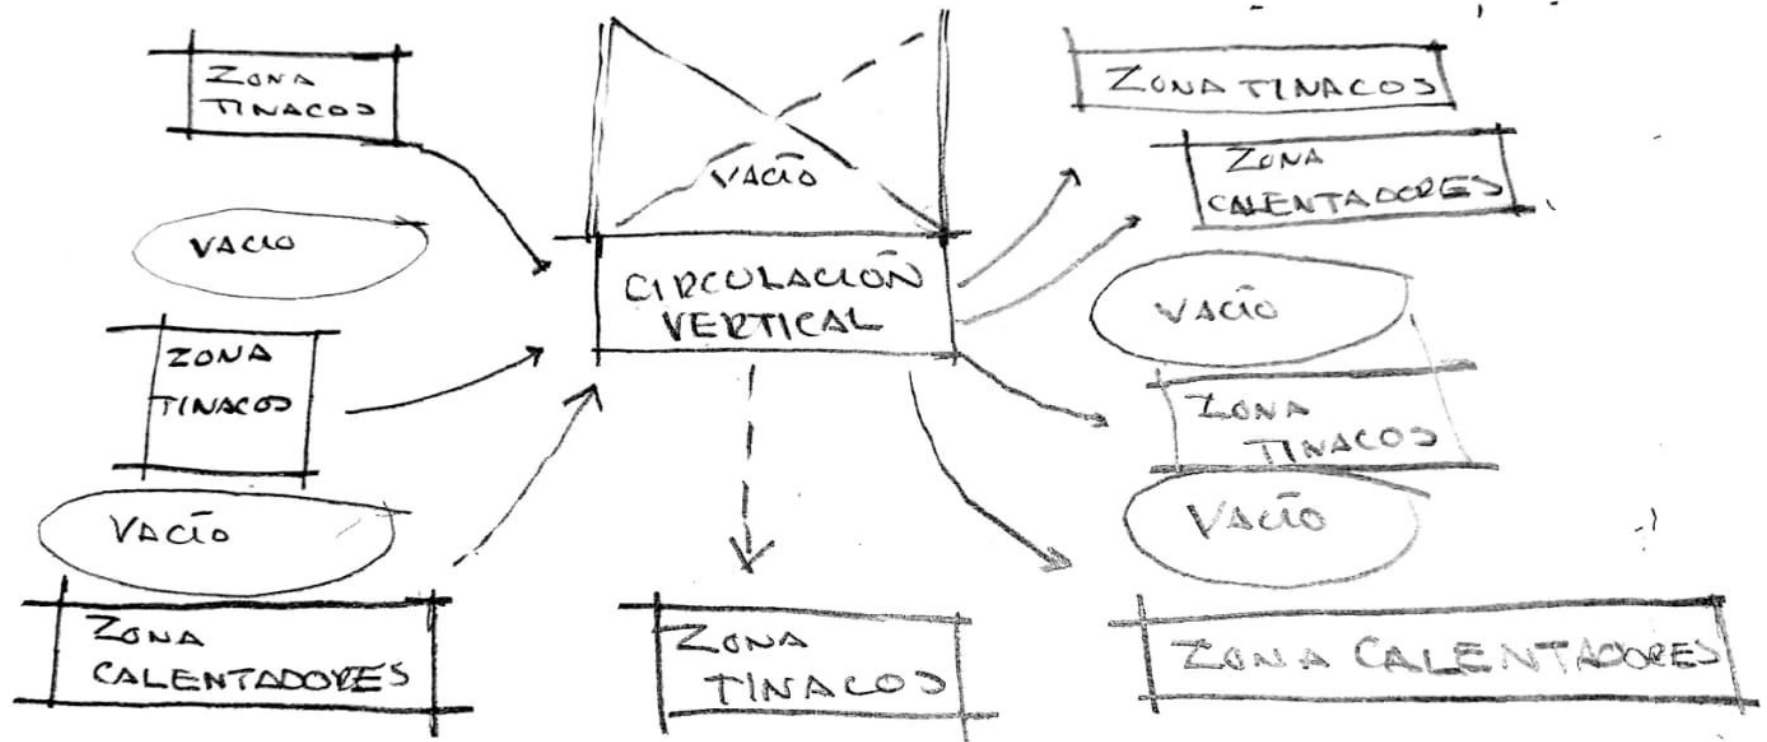 ZONA
TINACOS
VACIO
ZONA
TINACOS
VACÍO
ZONA
CALENTADORES
VACÍO
CIRCULACIÓN
VERTICAL
ZONA
TINACOS
ZONA TINACOS
ZONA
CALENTADORES
VACÍO
ZONA
TINACOS
VACÍO
ZONA CALENTADORES